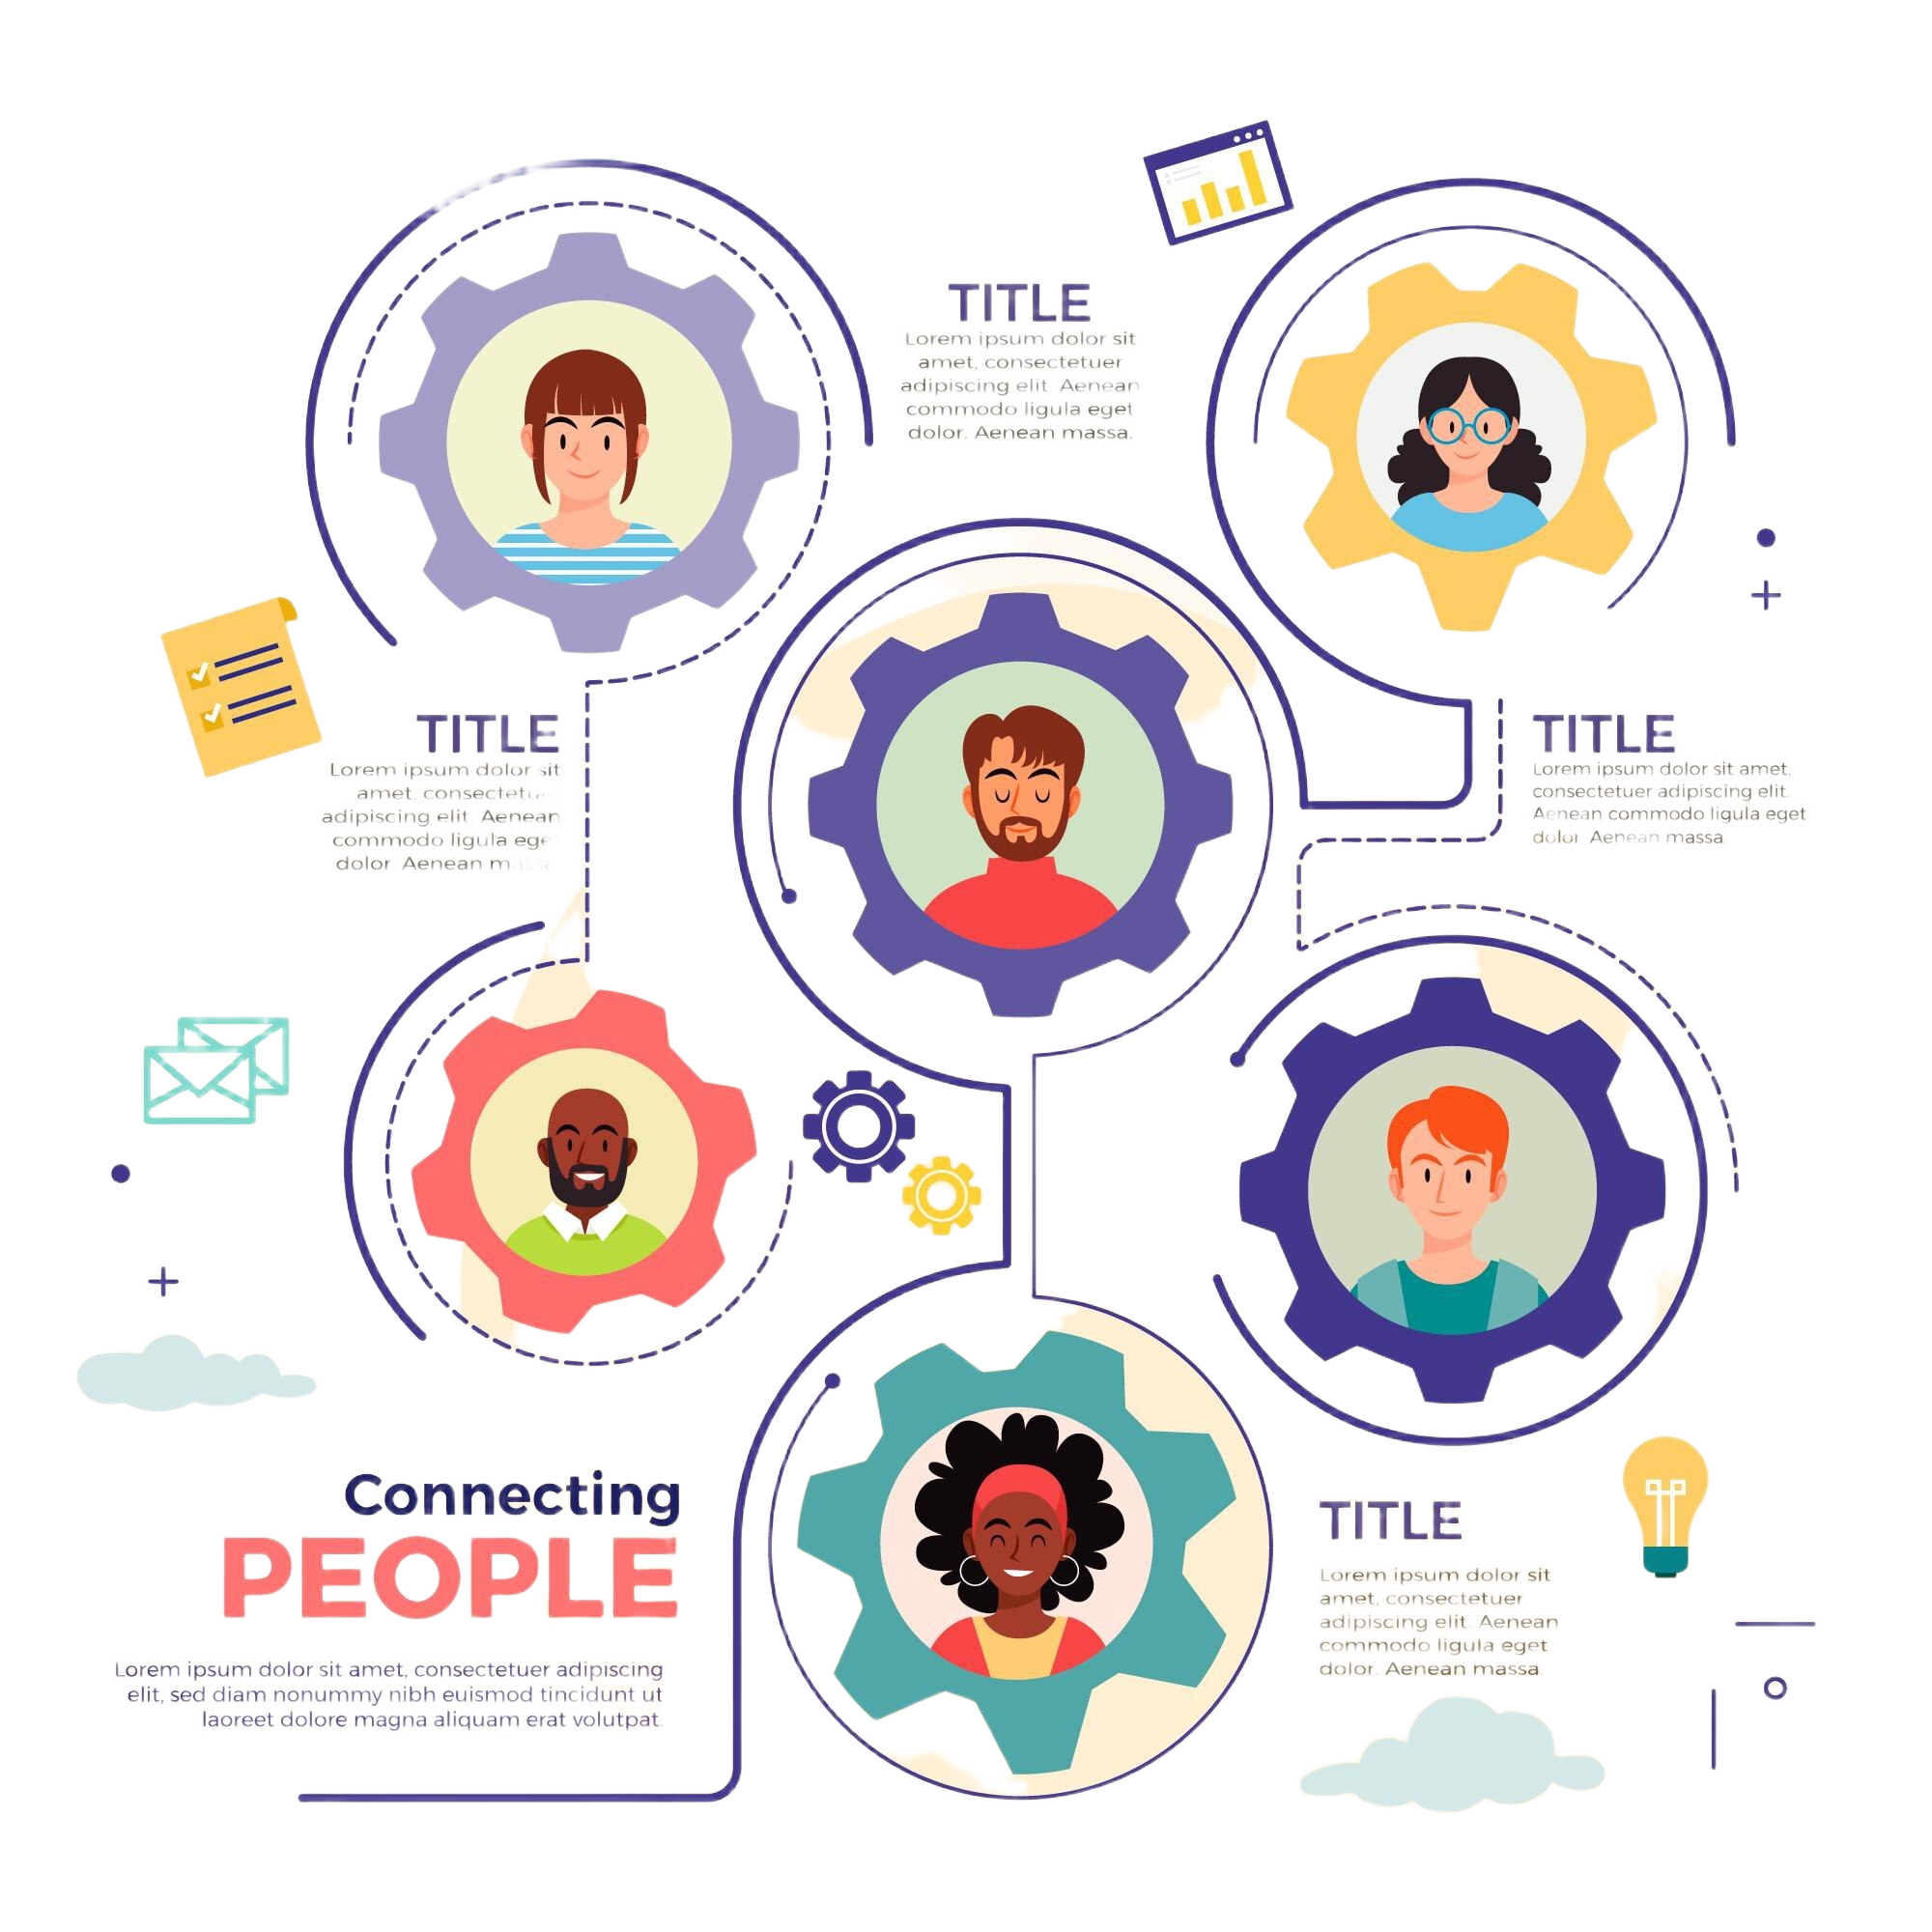 TITLE
Lorem ipsum dolor sit
amet, consectetuer
adipiscing elit. Aenean
commodo ligula eget
dolor. Aenean massa.
TITLE
Lorem ipsum dolor sit
amet, consectetu
adipiscing elit. Aenean
commodo ligula ege
dolor Aenean m
TITLE
Lorem ipsum dolor sit amet,
consectetuer adipiscing elit.
Aenean commodo ligula eget
dolor Aenean massa.
Connecting
PEOPLE
Lorem ipsum dolor sit amet, consectetuer adipiscing
elit, sed diam nonummy nibh euismod tincidunt ut
laoreet dolore magna aliquam erat volutpat.
TITLE
Lorem ipsum dolor sit
amet, consectetuer
adipiscing elit. Aenean
commodo ligula eget
dolor. Aenean massa.